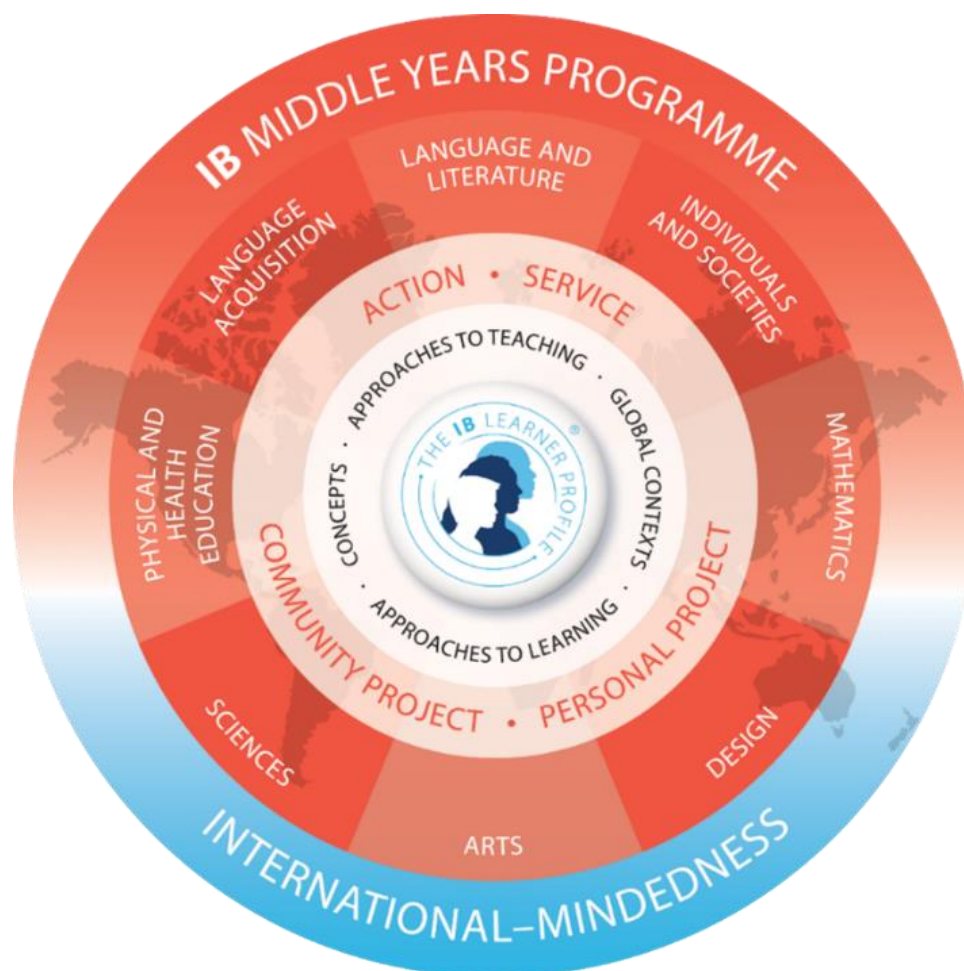 IB MIDDLE YEARS PROGRAMME
LANGUAGE AND
LITERATURE
INDIVIDUALS
AND SOCIETIES
MATHEMATICS
DESIGN
ARTS
SCIENCES
PHYSICAL AND
HEALTH
EDUCATION
LANGUAGE
ACQUISITION
ACTION • SERVICE
PERSONAL PROJECT • COMMUNITY PROJECT
APPROACHES TO TEACHING · GLOBAL CONTEXTS · APPROACHES TO LEARNING · CONCEPTS ·
THE IB LEARNER PROFILE®
INTERNATIONAL–MINDEDNESS